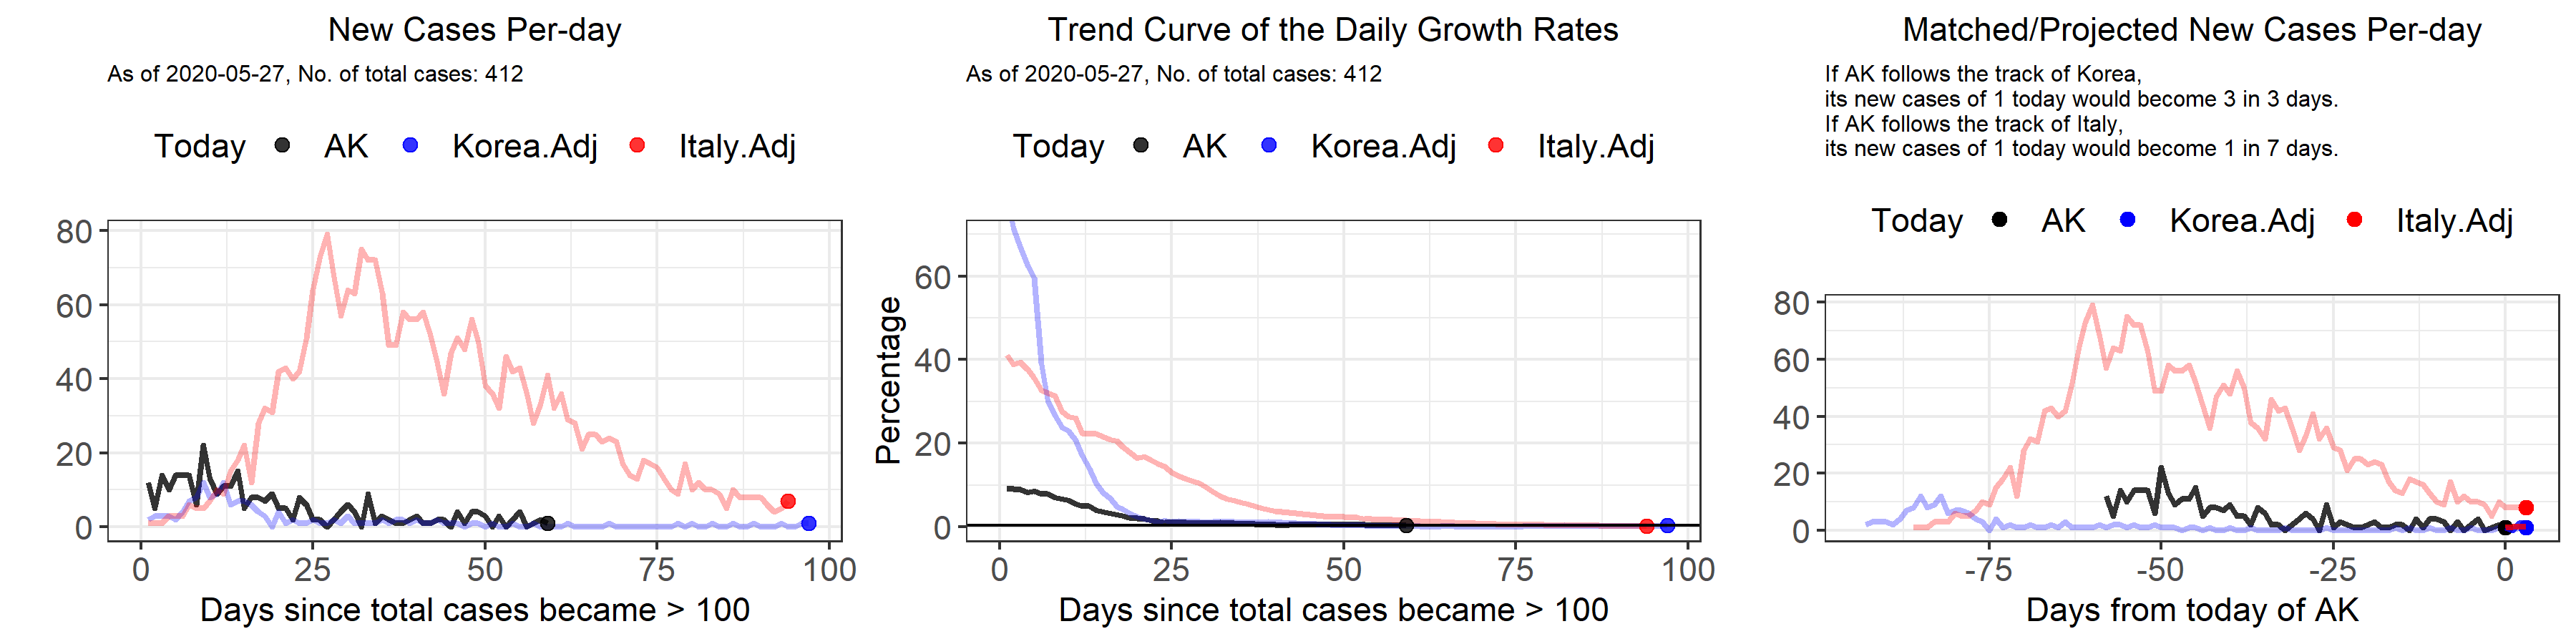 New Cases Per-day
As of 2020-05-27, No. of total cases: 412
Today AK Korea.Adj Italy.Adj
80
60
40
20
0
0 25 50 75 100
Days since total cases became > 100
Trend Curve of the Daily Growth Rates
As of 2020-05-27, No. of total cases: 412
Today AK Korea.Adj Italy.Adj
Percentage
60
40
20
0
0 25 50 75 100
Days since total cases became > 100
Matched/Projected New Cases Per-day
If AK follows the track of Korea,
its new cases of 1 today would become 3 in 3 days.
If AK follows the track of Italy,
its new cases of 1 today would become 1 in 7 days.
Today AK Korea.Adj Italy.Adj
80
60
40
20
0
-75 -50 -25 0
Days from today of AK